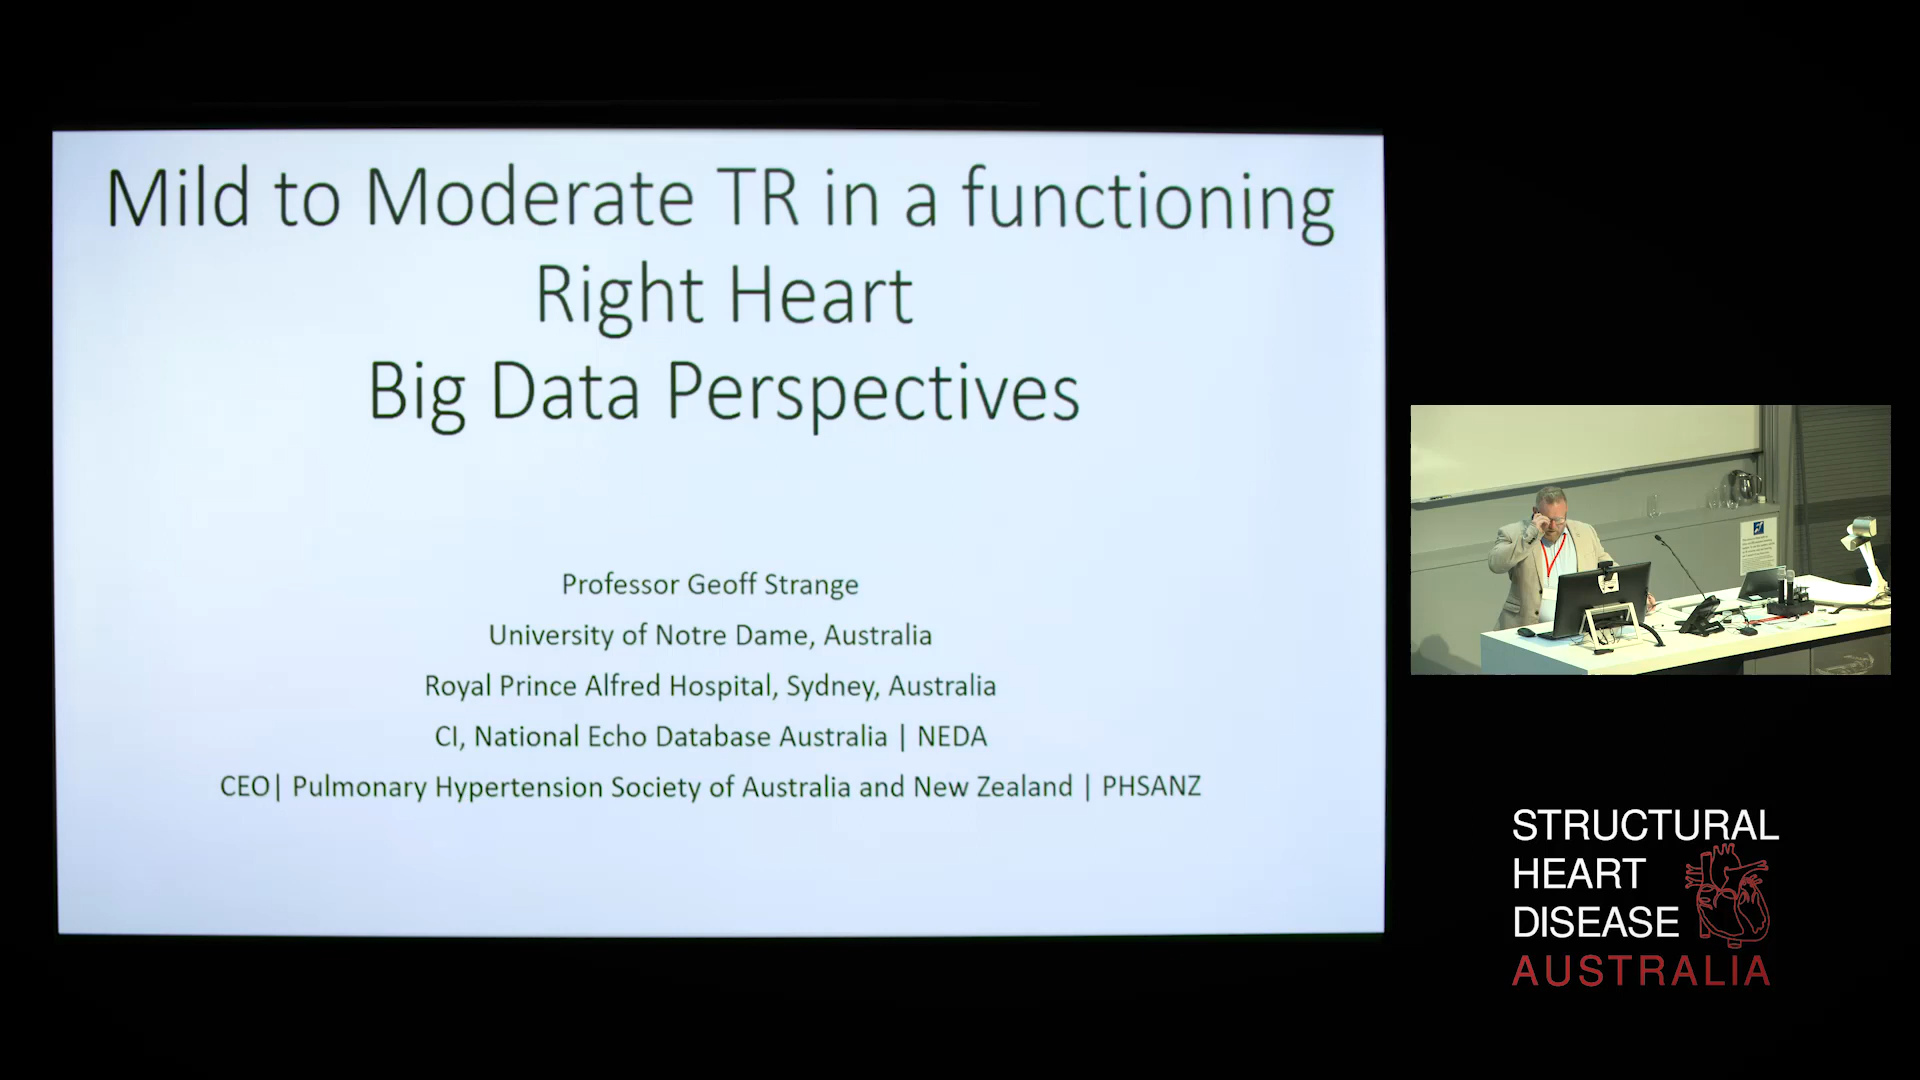 Mild to Moderate TR in a functioning
Right Heart
Big Data Perspectives
Professor Geoff Strange
University of Notre Dame, Australia
Royal Prince Alfred Hospital, Sydney, Australia
CI, National Echo Database Australia | NEDA
CEO| Pulmonary Hypertension Society of Australia and New Zealand | PHSANZ
STRUCTURAL
HEART
DISEASE
AUSTRALIA